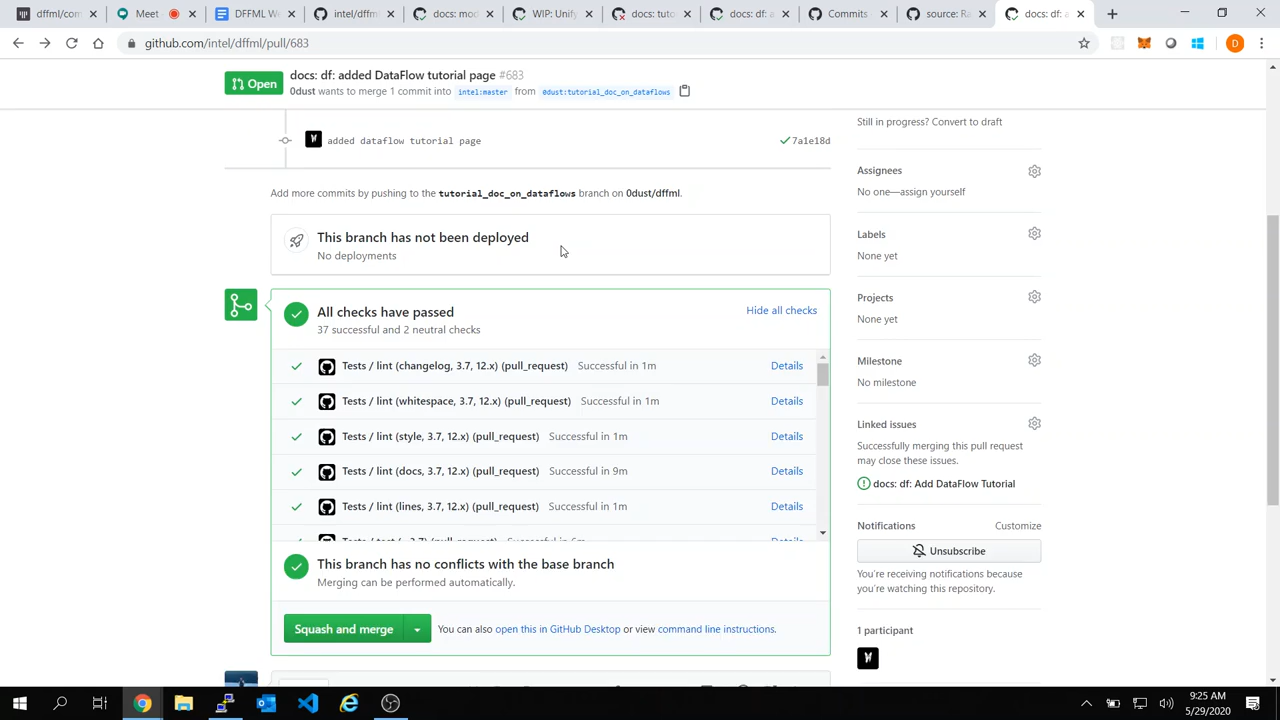 dffml/com
Meet
DFFML W
intel/dffm
docs: mod
WIP: Unify
docs: tuto
docs: df: a
Commits
source: Ra
docs: df: a
github.com/intel/dffml/pull/683
D
Open
docs: df: added DataFlow tutorial page #683
0dust wants to merge 1 commit into intel:master from 0dust:tutorial_doc_on_dataflows
Still in progress? Convert to draft
added dataflow tutorial page
7a1e18d
Assignees
No one—assign yourself
Add more commits by pushing to the tutorial_doc_on_dataflows branch on 0dust/dffml.
This branch has not been deployed
No deployments
Labels
None yet
Projects
None yet
All checks have passed
37 successful and 2 neutral checks
Hide all checks
Tests / lint (changelog, 3.7, 12.x) (pull_request) Successful in 1m Details
Tests / lint (whitespace, 3.7, 12.x) (pull_request) Successful in 1m Details
Tests / lint (style, 3.7, 12.x) (pull_request) Successful in 1m Details
Tests / lint (docs, 3.7, 12.x) (pull_request) Successful in 9m Details
Tests / lint (lines, 3.7, 12.x) (pull_request) Successful in 1m Details
Milestone
No milestone
Linked issues
Successfully merging this pull request
may close these issues.
docs: df: Add DataFlow Tutorial
Notifications
Customize
Unsubscribe
You're receiving notifications because
you're watching this repository.
This branch has no conflicts with the base branch
Merging can be performed automatically.
Squash and merge
You can also open this in GitHub Desktop or view command line instructions.
1 participant
9:25 AM
5/29/2020